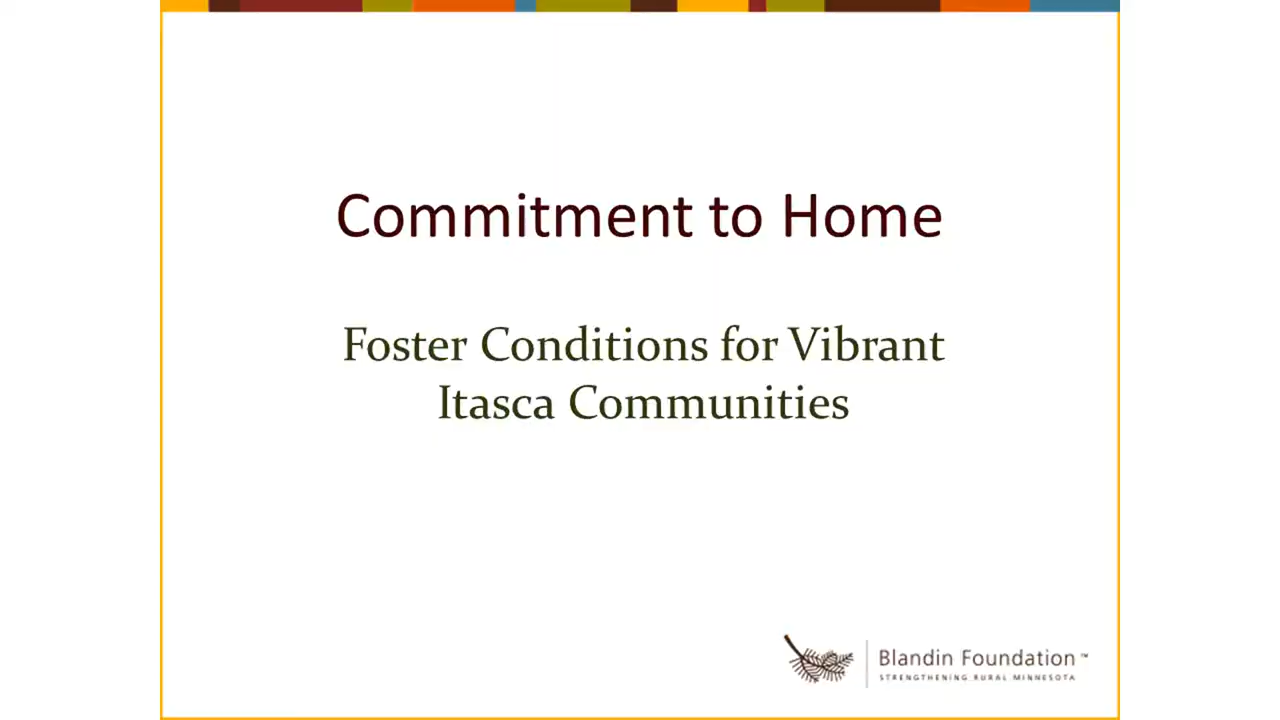 Commitment to Home
Foster Conditions for Vibrant
Itasca Communities
Blandin Foundation™
STRENGTHENING RURAL MINNESOTA